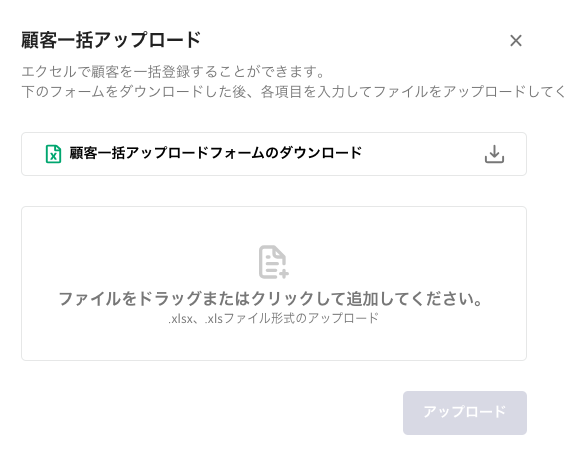 顧客一括アップロード
エクセルで顧客を一括登録することができます。
下のフォームをダウンロードした後、各項目を入力してファイルをアップロードしてく
顧客一括アップロードフォームのダウンロード
ファイルをドラッグまたはクリックして追加してください。
.xlsx、.xlsファイル形式のアップロード
アップロード